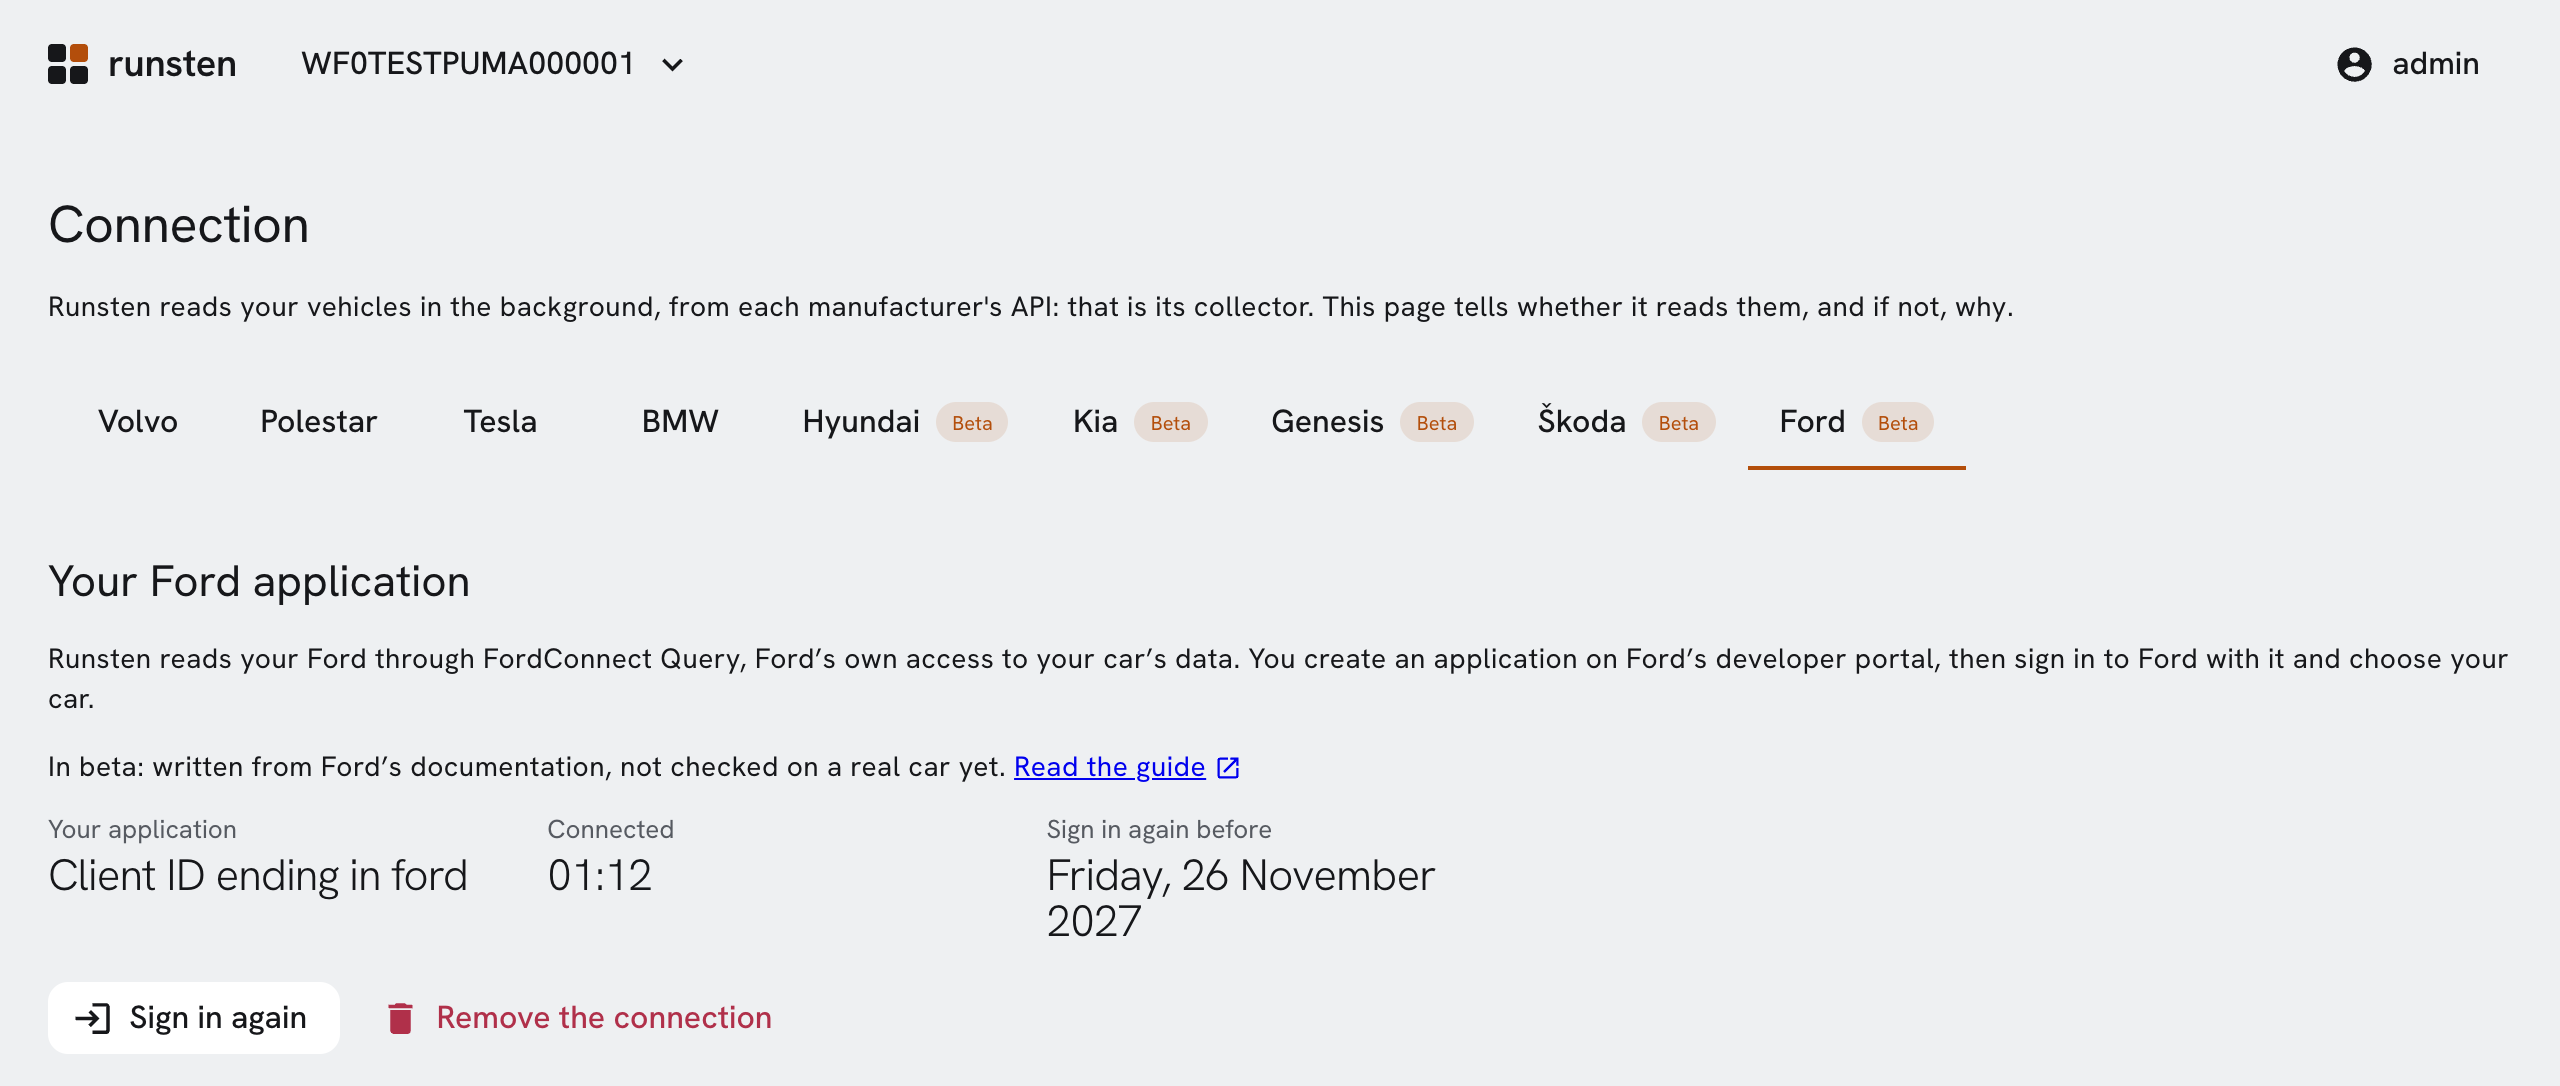 runsten
WF0TESTPUMA000001
admin
Connection
Runsten reads your vehicles in the background, from each manufacturer's API: that is its collector. This page tells whether it reads them, and if not, why.
Volvo
Polestar
Tesla
BMW
Hyundai Beta
Kia Beta
Genesis Beta
Škoda Beta
Ford Beta
Your Ford application
Runsten reads your Ford through FordConnect Query, Ford’s own access to your car’s data. You create an application on Ford’s developer portal, then sign in to Ford with it and choose your
car.
In beta: written from Ford’s documentation, not checked on a real car yet. Read the guide
Your application
Client ID ending in ford
Connected
01:12
Sign in again before
Friday, 26 November
2027
Sign in again
Remove the connection